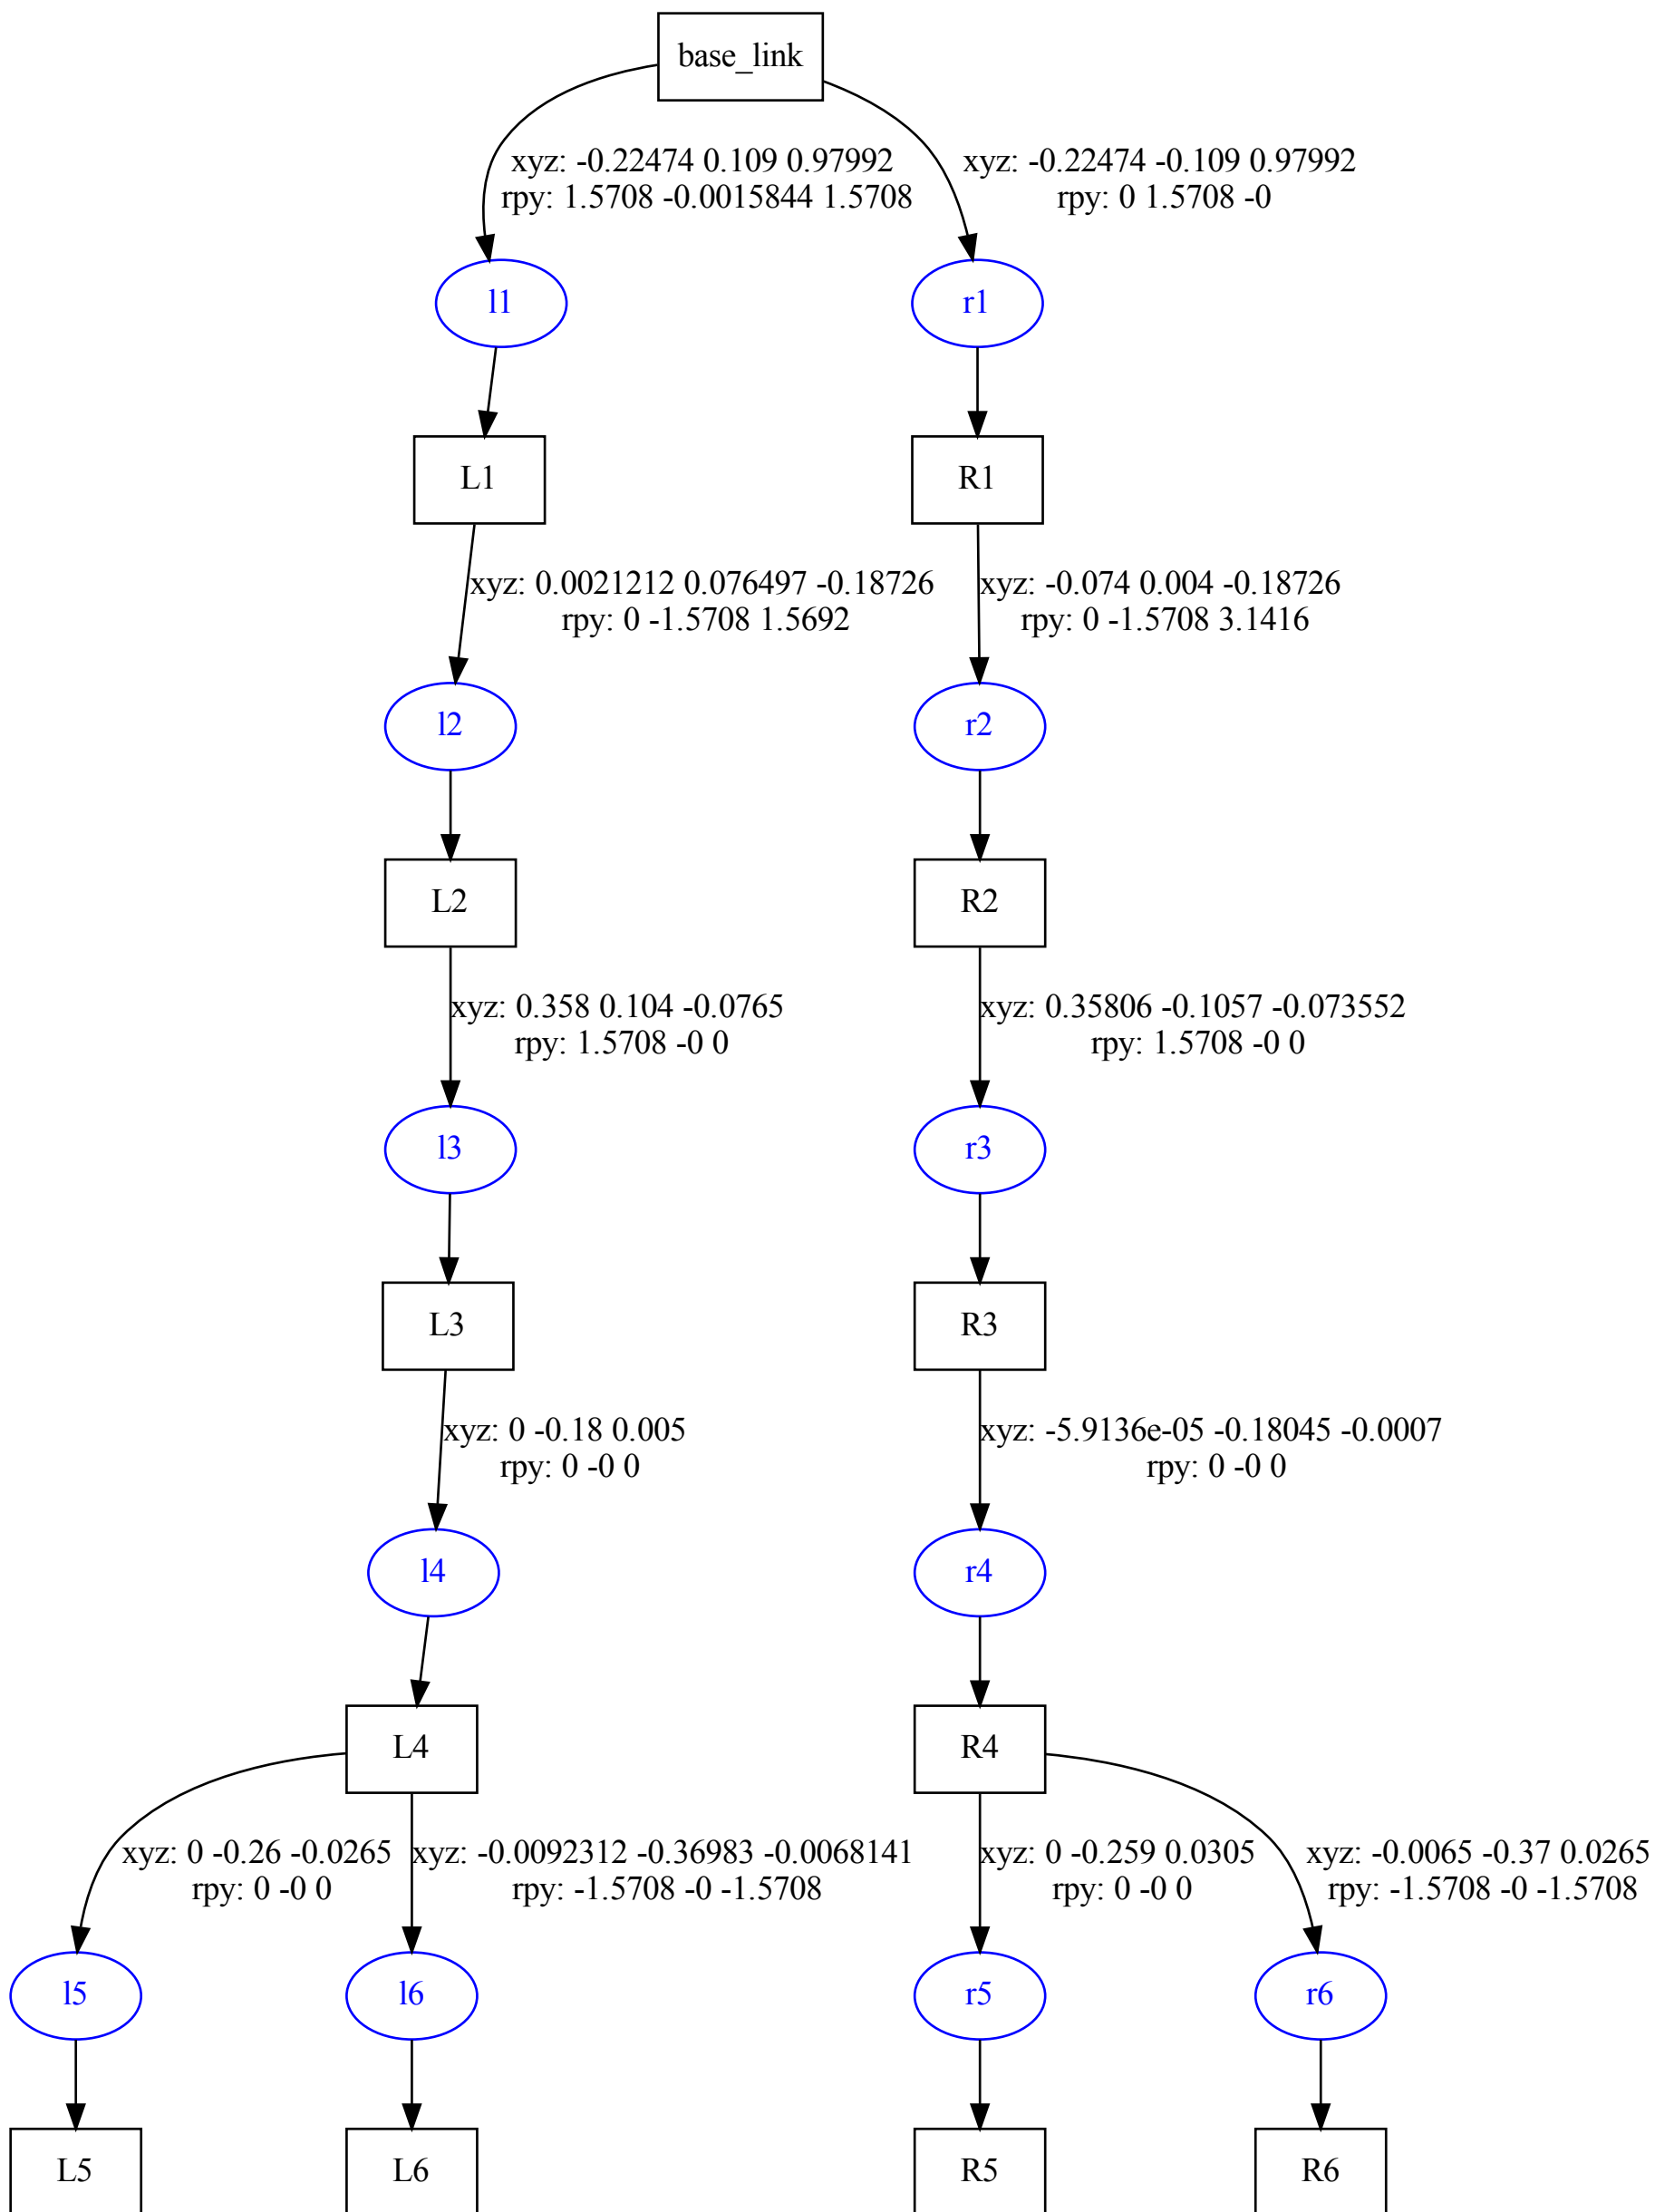 base_link
xyz: -0.22474 0.109 0.97992
rpy: 1.5708 -0.0015844 1.5708
xyz: -0.22474 -0.109 0.97992
rpy: 0 1.5708 -0
l1
r1
L1
R1
xyz: 0.0021212 0.076497 -0.18726
rpy: 0 -1.5708 1.5692
xyz: -0.074 0.004 -0.18726
rpy: 0 -1.5708 3.1416
l2
r2
L2
R2
xyz: 0.358 0.104 -0.0765
rpy: 1.5708 -0 0
xyz: 0.35806 -0.1057 -0.073552
rpy: 1.5708 -0 0
l3
r3
L3
R3
xyz: 0 -0.18 0.005
rpy: 0 -0 0
xyz: -5.9136e-05 -0.18045 -0.0007
rpy: 0 -0 0
l4
r4
L4
R4
xyz: 0 -0.26 -0.0265
rpy: 0 -0 0
xyz: -0.0092312 -0.36983 -0.0068141
rpy: -1.5708 -0 -1.5708
xyz: 0 -0.259 0.0305
rpy: 0 -0 0
xyz: -0.0065 -0.37 0.0265
rpy: -1.5708 -0 -1.5708
l5
l6
r5
r6
L5
L6
R5
R6